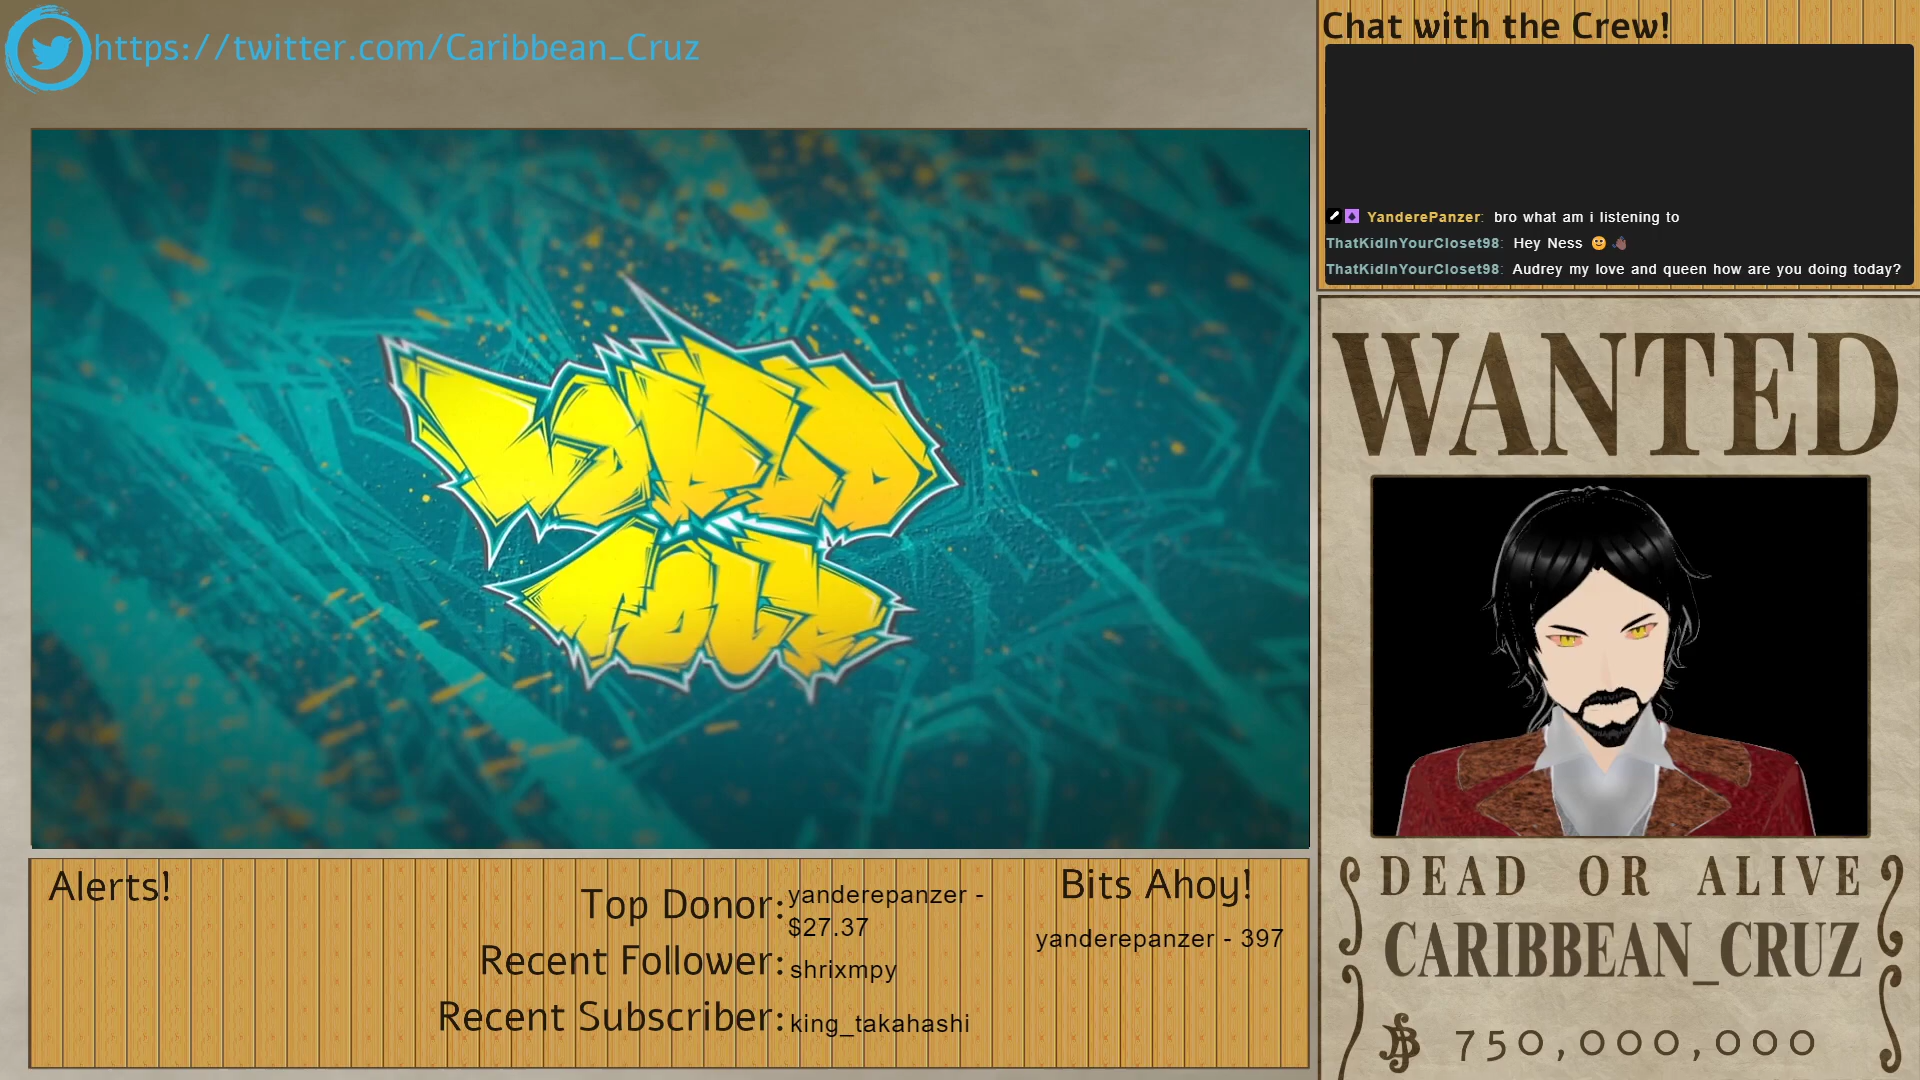 https://twitter.com/Caribbean_Cruz
Chat with the Crew!
YanderePanzer: bro what am i listening to
ThatKidInYourCloset98: Hey Ness
ThatKidInYourCloset98: Audrey my love and queen how are you doing today?
WANTED
DEAD OR ALIVE
CARIBBEAN_CRUZ
750,000,000
Alerts!
Top Donor: yanderepanzer -
$27.37
Recent Follower: shrixmpy
Recent Subscriber: king_takahashi
Bits Ahoy!
yanderepanzer - 397